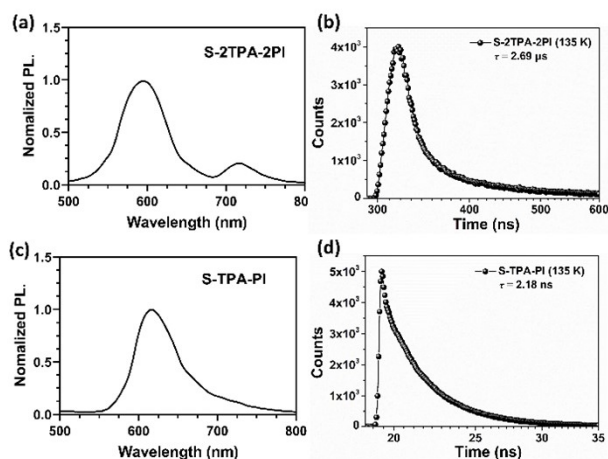 (a)
S-2TPA-2PI
Nomalized PL.
1.5
1.0
0.5
0.0
500 600 700 80
Wavelength (nm)
(b)
S-2TPA-2PI (135 K)
τ = 2.69 μs
Counts
4x10³
3x10³
2x10³
1x10³
0
300 400 500 600
Time (ns)
(c)
S-TPA-PI
Nomalized PL.
1.5
1.0
0.5
0.0
500 600 700 800
Wavelength (nm)
(d)
S-TPA-PI (135 K)
τ = 2.18 ns
Counts
5x10³
4x10³
3x10³
2x10³
1x10³
0
20 25 30 35
Time (ns)